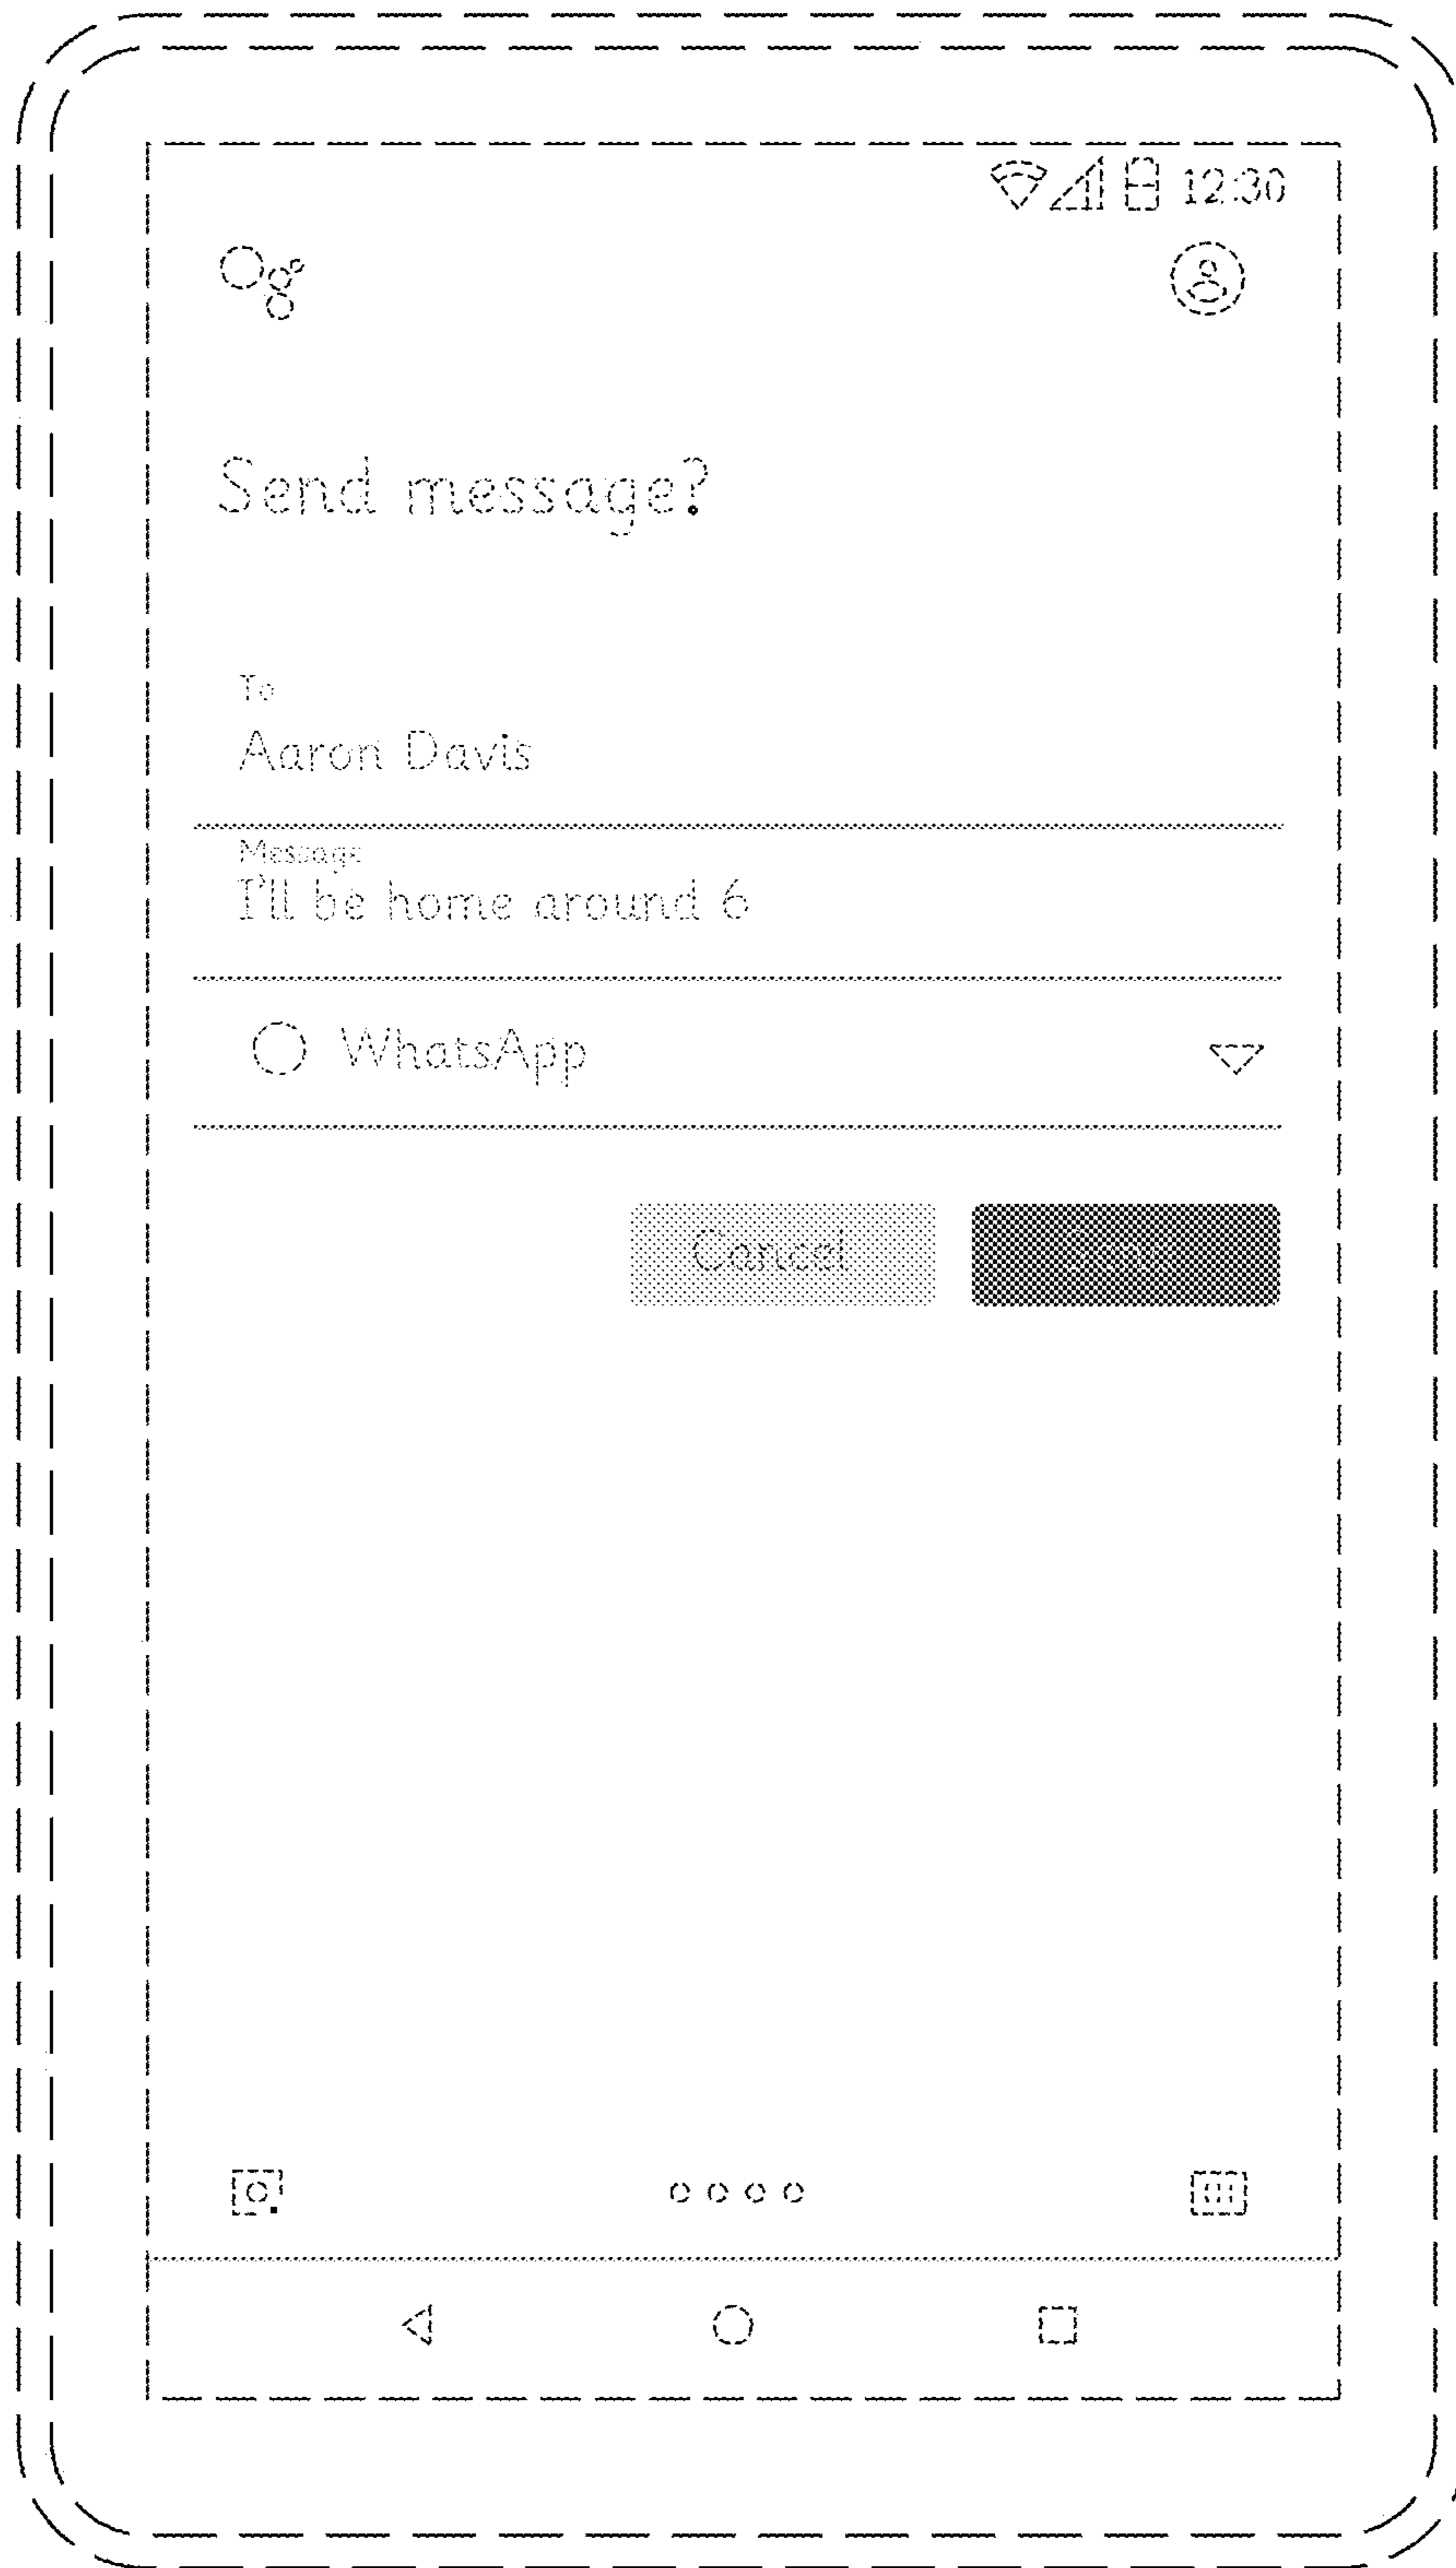 12:30
Send message?
To
Aaron Davis
Message
I'll be home around 6
WhatsApp
Cancel